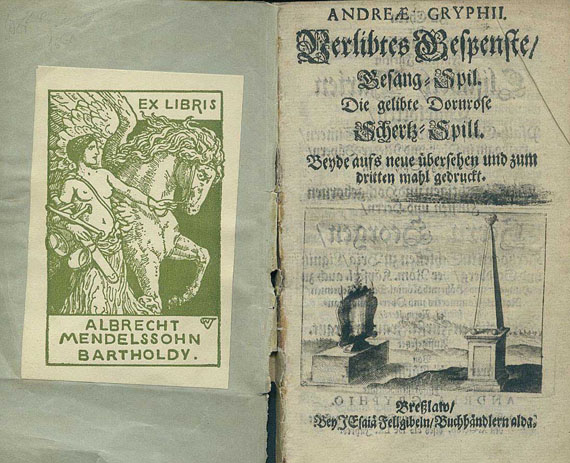 EX LIBRIS
ALBRECHT
MENDELSSOHN
BARTHOLDY.
ANDREÆ GRYPHII.
Verlibtes Gespenste/
Gesang-Spil.
Die gelibte Dornrose
Schertz-Spill.
Beyde aufs neue übersehen und zum
dritten mahl gedruckt.
Breßlaw/
Bey JEsaiä Fellgibeln/ Buchhändlern alda.